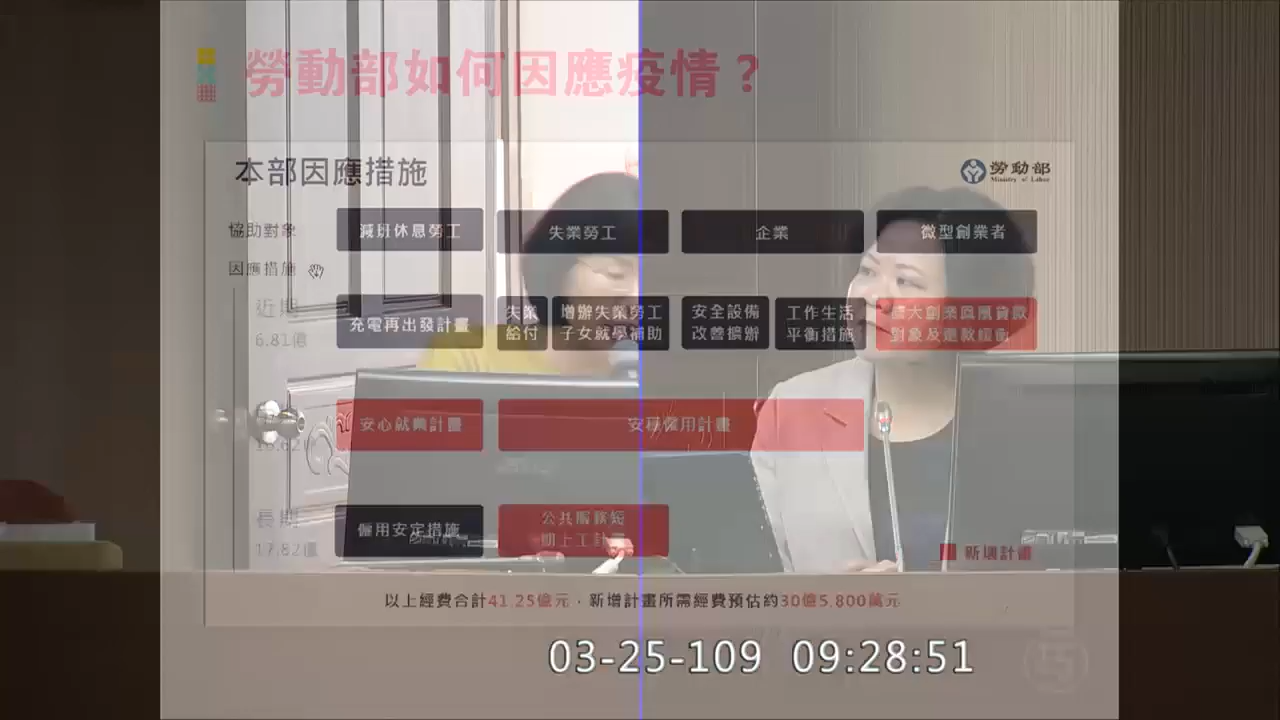 勞動部如何因應疫情？
本部因應措施
勞動部
Ministry of Labor
協助對象 減班休息勞工 失業勞工 企業 微型創業者
因應措施
近期
6.81億
充電再出發計畫
失業給付
增辦失業勞工
子女就學補助
安全設備
改善擴辦
工作生活
平衡措施
擴大創業鳳凰貸款
對象及還款緩衝
安心就業計畫 安穩僱用計畫
長期
17.82億
僱用安定措施
公共服務短
期上工計畫
新增計畫
以上經費合計41.25億元，新增計畫所需經費預估約30億5,800萬元
03-25-109 09:28:51